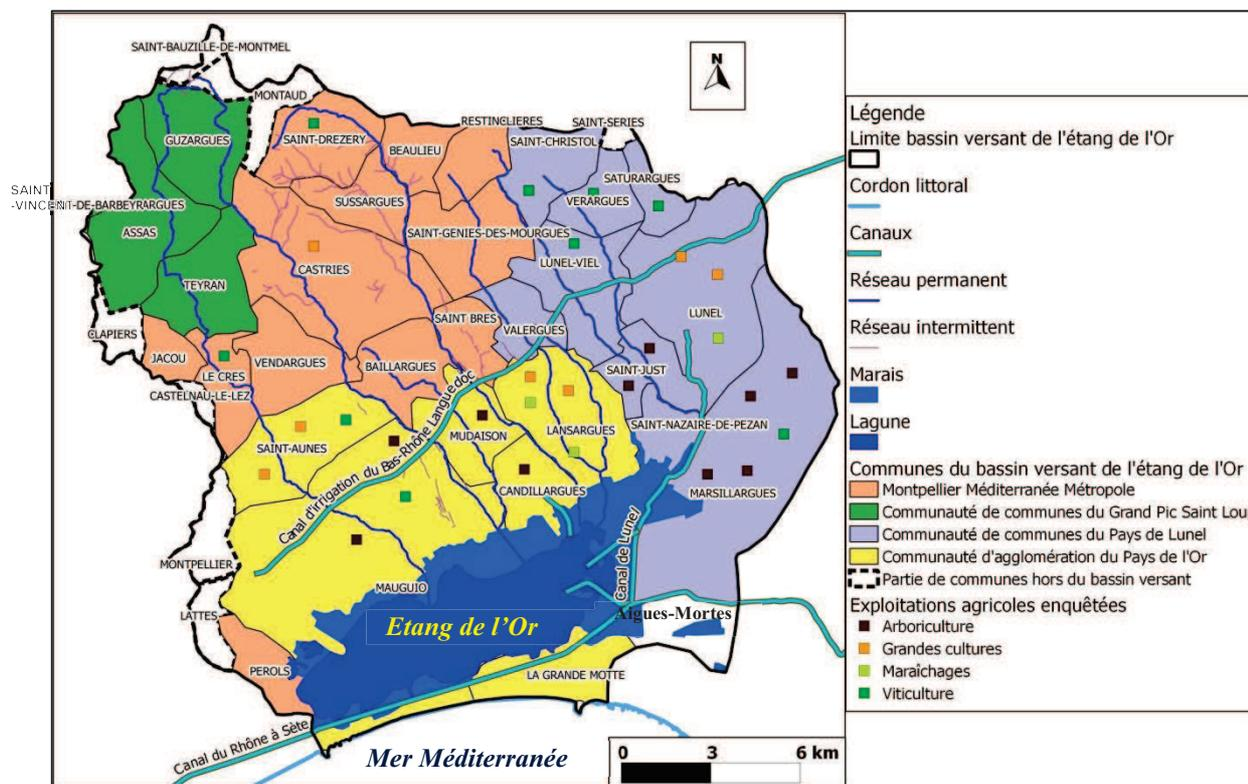 SAINT-BAUZILLE-DE-MONTMEL
MONTAUD
GUZARGUES
SAINT-DREZERY
RESTINCLIERES
SAINT-SERIES
BEAULIEU
SAINT-CHRISTOL
SATURARGUES
SAINT
-VINCENT-DE-BARBEYRARGUES
SUSSARGUES
VERARGUES
ASSAS
SAINT-GENIES-DES-MOURGUES
CASTRIES
LUNEL-VIEL
TEYRAN
LUNEL
CLAPIERS
SAINT BRES
VALERGUES
JACOU
VENDARGUES
BAILLARGUES
LE CRES
SAINT-JUST
CASTELNAU-LE-LEZ
SAINT-NAZAIRE-DE-PEZAN
LANSARGUES
MUDAISON
SAINT-AUNES
Canal d'irrigation du Bas-Rhône Languedoc
CANDILLARGUES
MARSILLARGUES
MONTPELLIER
Canal de Lunel
MAUGUIO
LATTES
Aigues-Mortes
Etang de l'Or
PEROLS
LA GRANDE MOTTE
Canal du Rhône à Sète
Mer Méditerranée
N
0 3 6 km
Légende
Limite bassin versant de l'étang de l'Or
Cordon littoral
Canaux
Réseau permanent
Réseau intermittent
Marais
Lagune
Communes du bassin versant de l'étang de l'Or
Montpellier Méditerranée Métropole
Communauté de communes du Grand Pic Saint Lou
Communauté de communes du Pays de Lunel
Communauté d'agglomération du Pays de l'Or
Partie de communes hors du bassin versant
Exploitations agricoles enquêtées
Arboriculture
Grandes cultures
Maraîchages
Viticulture